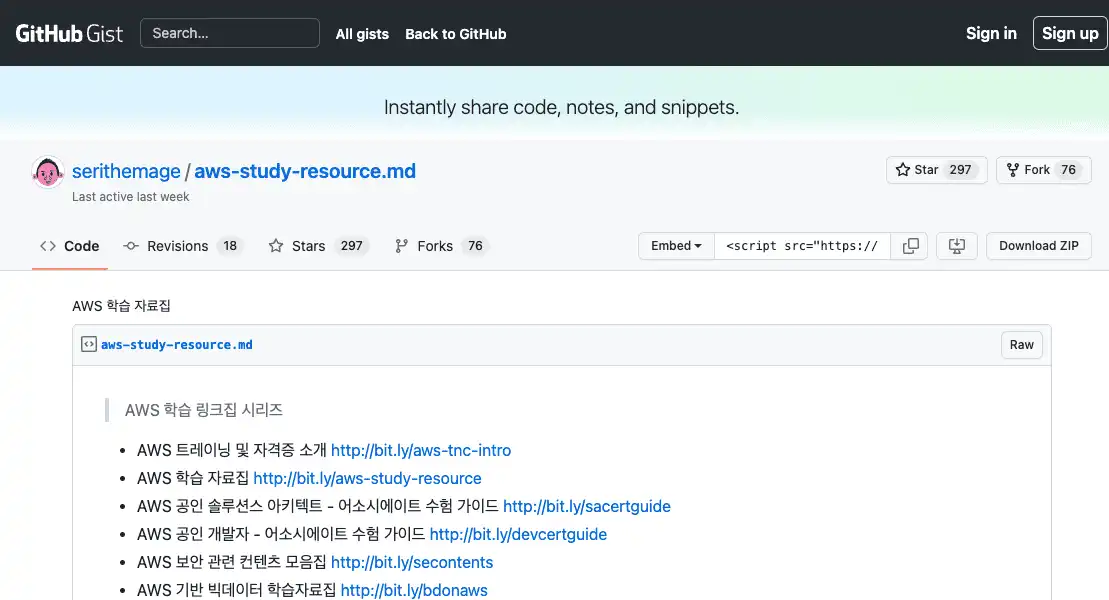 GitHub Gist Search... All gists Back to GitHub Sign in Sign up
Instantly share code, notes, and snippets.
serithemage / aws-study-resource.md Star 297 Fork 76
Last active last week
Code Revisions 18 Stars 297 Forks 76 Embed <script src="https:// Download ZIP
AWS 학습 자료집
aws-study-resource.md Raw
AWS 학습 링크집 시리즈
• AWS 트레이닝 및 자격증 소개 http://bit.ly/aws-tnc-intro
• AWS 학습 자료집 http://bit.ly/aws-study-resource
• AWS 공인 솔루션스 아키텍트 - 어소시에이트 수험 가이드 http://bit.ly/sacertguide
• AWS 공인 개발자 - 어소시에이트 수험 가이드 http://bit.ly/devcertguide
• AWS 보안 관련 컨텐츠 모음집 http://bit.ly/secontents
• AWS 기반 빅데이터 학습자료집 http://bit.ly/bdonaws